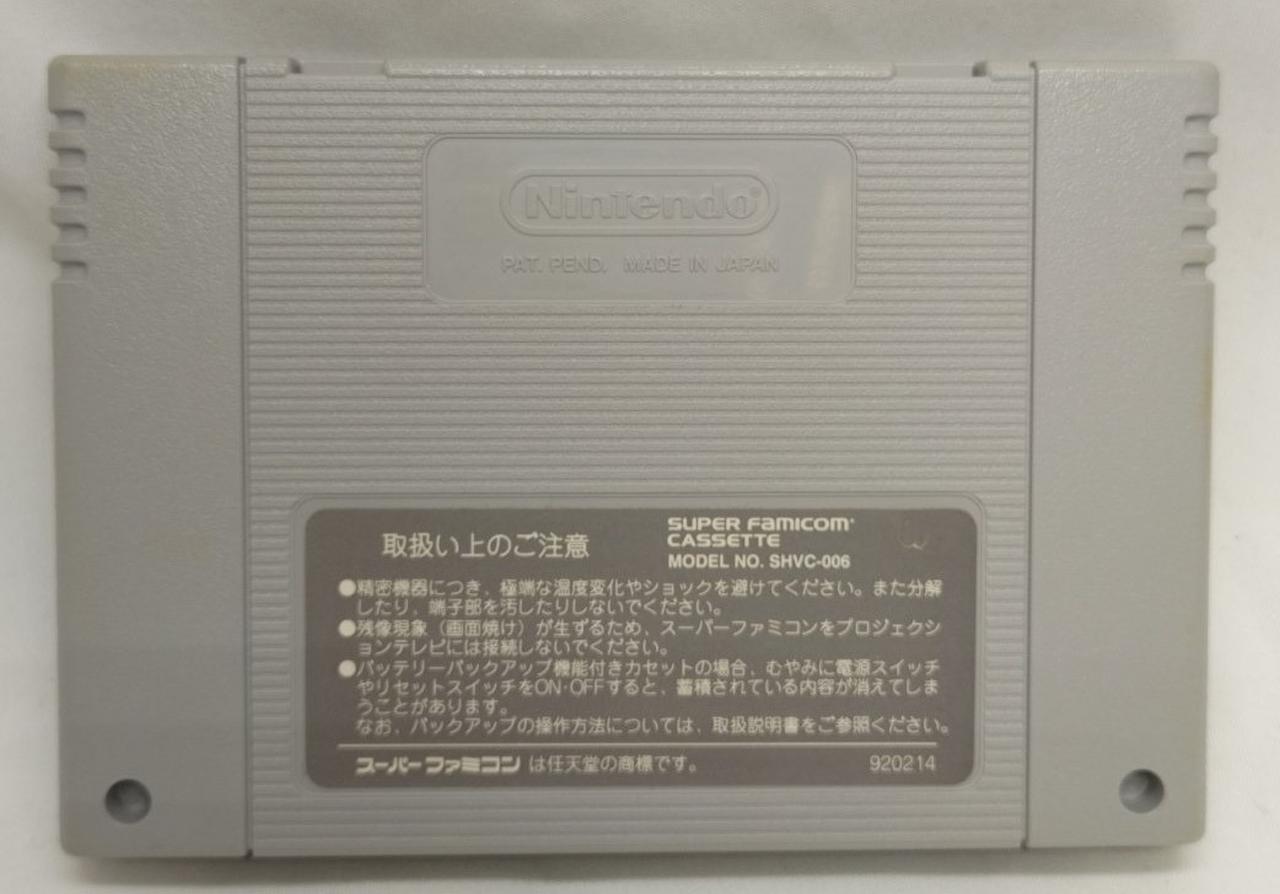 Nintendo®
PAT. PEND. MADE IN JAPAN
取扱い上のご注意
SUPER FAMICOM®
CASSETTE
MODEL NO. SHVC-006
●精密機器につき、極端な温度変化やショックを避けてください。また分解
したり、端子部を汚したりしないでください。
●残像現象（画面焼け）が生ずるため、スーパーファミコンをプロジェクシ
ョンテレビには接続しないでください。
●バッテリーバックアップ機能付きカセットの場合、むやみに電源スイッチ
やリセットスイッチをON·OFFすると、蓄積されている内容が消えてしま
うことがあります。
なお、バックアップの操作方法については、取扱説明書をご参照ください。
スーパーファミコン は任天堂の商標です。
920214